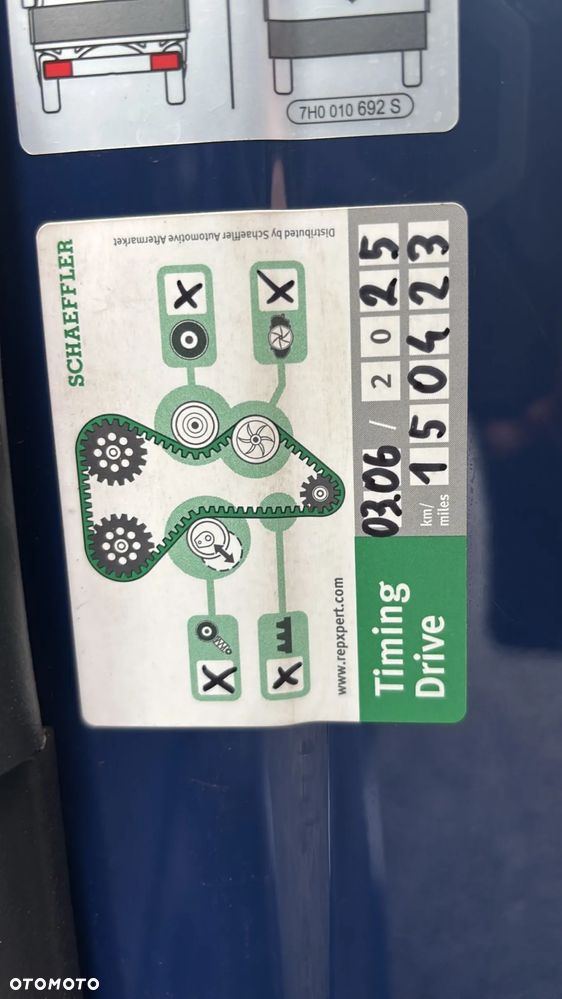 7H0 010 692 S
SCHAEFFLER
Distributed by Schaeffler Automotive Aftermarket
X
X
X
X
www.repxpert.com
Timing
Drive
03.06 / 2025
km/
miles
150423
OTOMOTO